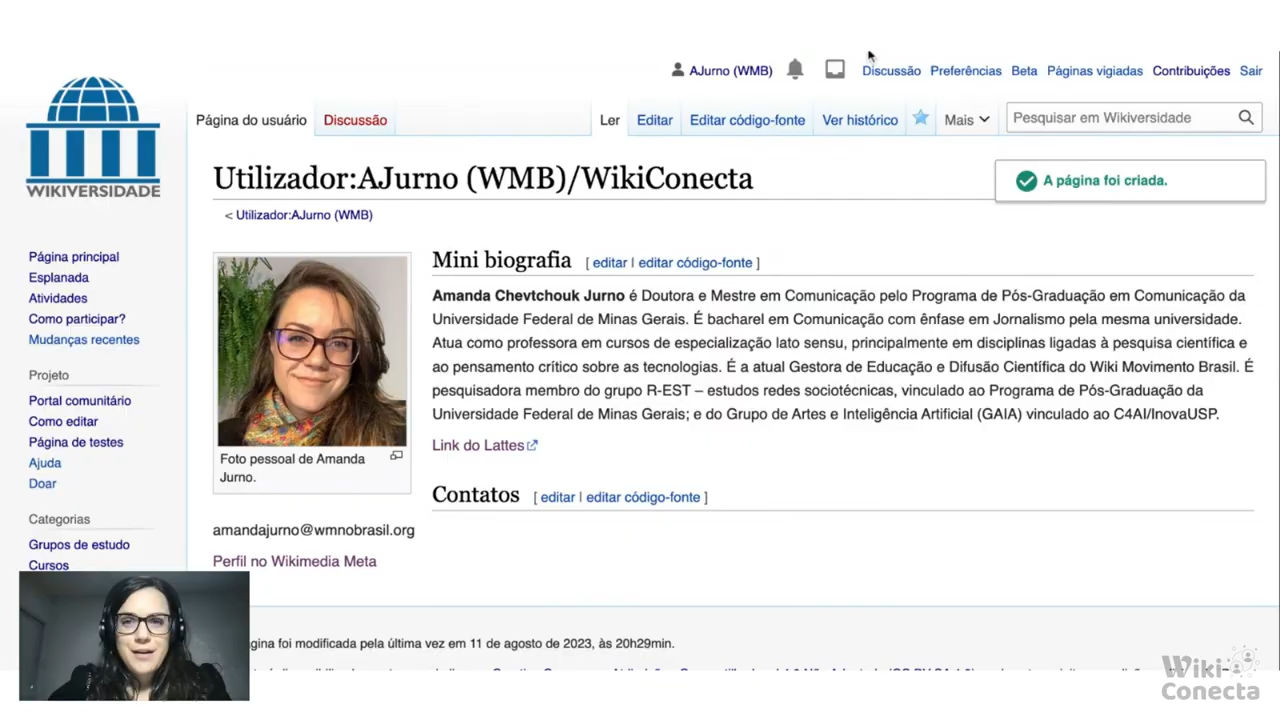 AJurno (WMB) Discussão Preferências Beta Páginas vigiadas Contribuições Sair
WIKIVERSIDADE
Página do usuário Discussão Ler Editar Editar código-fonte Ver histórico Mais Pesquisar em Wikiversidade
Utilizador:AJurno (WMB)/WikiConecta
A página foi criada.
< Utilizador:AJurno (WMB)
Página principal
Esplanada
Atividades
Como participar?
Mudanças recentes
Projeto
Portal comunitário
Como editar
Página de testes
Ajuda
Doar
Categorias
Grupos de estudo
Cursos
Foto pessoal de Amanda
Jurno.
Mini biografia [ editar | editar código-fonte ]
Amanda Chevtchouk Jurno é Doutora e Mestre em Comunicação pelo Programa de Pós-Graduação em Comunicação da
Universidade Federal de Minas Gerais. É bacharel em Comunicação com ênfase em Jornalismo pela mesma universidade.
Atua como professora em cursos de especialização lato sensu, principalmente em disciplinas ligadas à pesquisa científica e
ao pensamento crítico sobre as tecnologias. É a atual Gestora de Educação e Difusão Científica do Wiki Movimento Brasil. É
pesquisadora membro do grupo R-EST – estudos redes sociotécnicas, vinculado ao Programa de Pós-Graduação da
Universidade Federal de Minas Gerais; e do Grupo de Artes e Inteligência Artificial (GAIA) vinculado ao C4AI/InovaUSP.
Link do Lattes
Contatos [ editar | editar código-fonte ]
amandajurno@wmnobrasil.org
Perfil no Wikimedia Meta
gina foi modificada pela última vez em 11 de agosto de 2023, às 20h29min.
Wiki-
Conecta